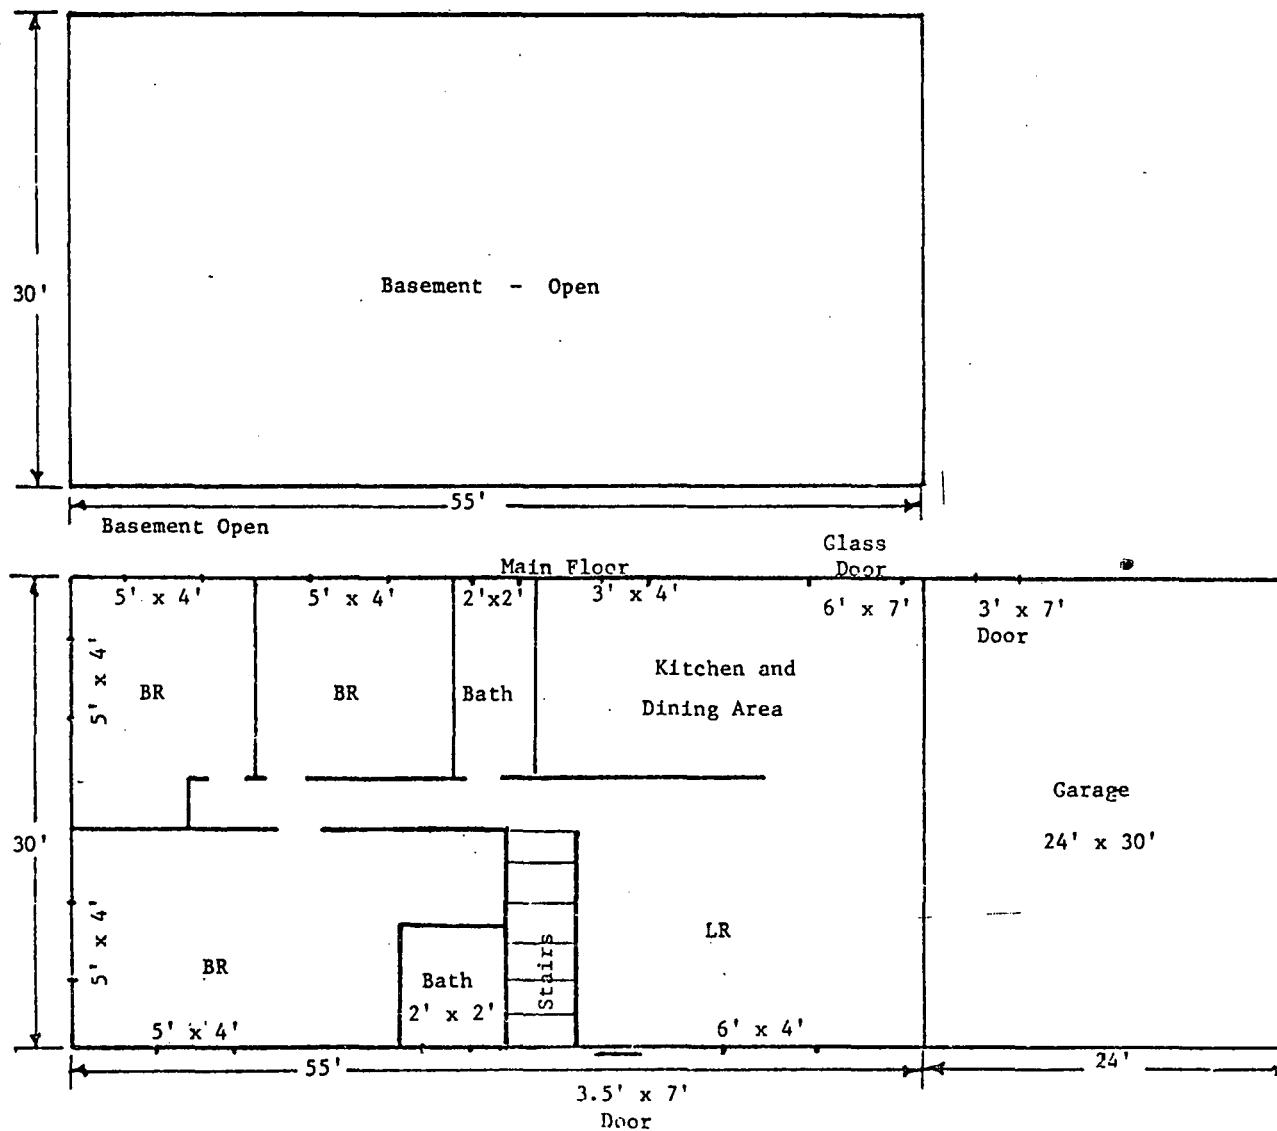 Basement - Open
30'
55'
Basement Open
Glass
Door
Main Floor
5' x 4'
5' x 4'
2'x2'
3' x 4'
6' x 7'
3' x 7'
Door
5' x 4'
BR
BR
Bath
Kitchen and
Dining Area
Garage
24' x 30'
30'
5' x 4'
BR
LR
Stairs
Bath
2' x 2'
5' x 4'
6' x 4'
55'
24'
3.5' x 7'
Door